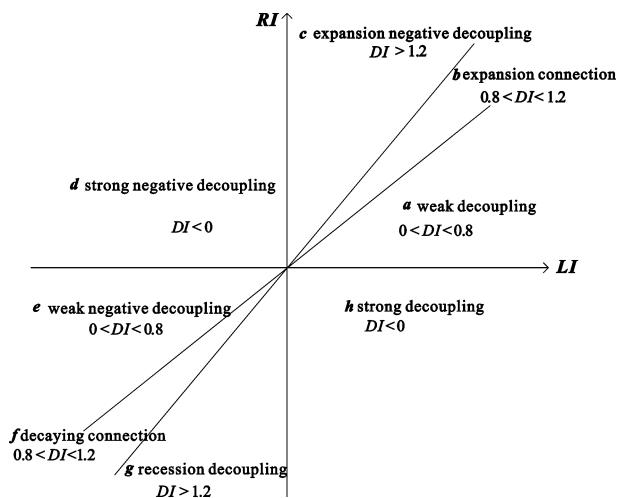 RI
c expansion negative decoupling
DI > 1.2
b expansion connection
0.8 < DI < 1.2
d strong negative decoupling
DI < 0
a weak decoupling
0 < DI < 0.8
LI
e weak negative decoupling
0 < DI < 0.8
h strong decoupling
DI < 0
f decaying connection
0.8 < DI < 1.2
g recession decoupling
DI > 1.2